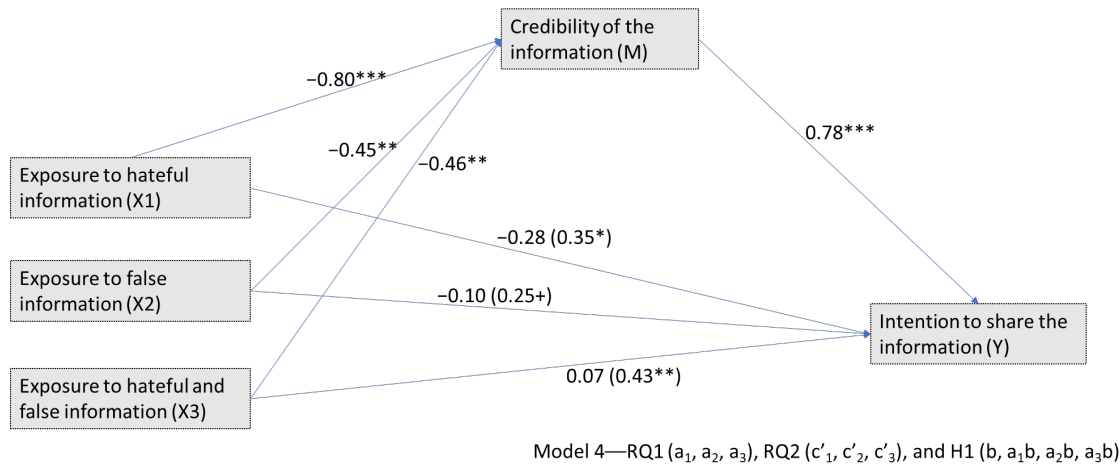 Credibility of the
information (M)
−0.80***
0.78***
−0.45**
−0.46**
Exposure to hateful
information (X1)
−0.28 (0.35*)
Exposure to false
information (X2)
−0.10 (0.25+)
Intention to share the
information (Y)
Exposure to hateful and
false information (X3)
0.07 (0.43**)
Model 4—RQ1 (a₁, a₂, a₃), RQ2 (c’₁, c’₂, c’₃), and H1 (b, a₁b, a₂b, a₃b)